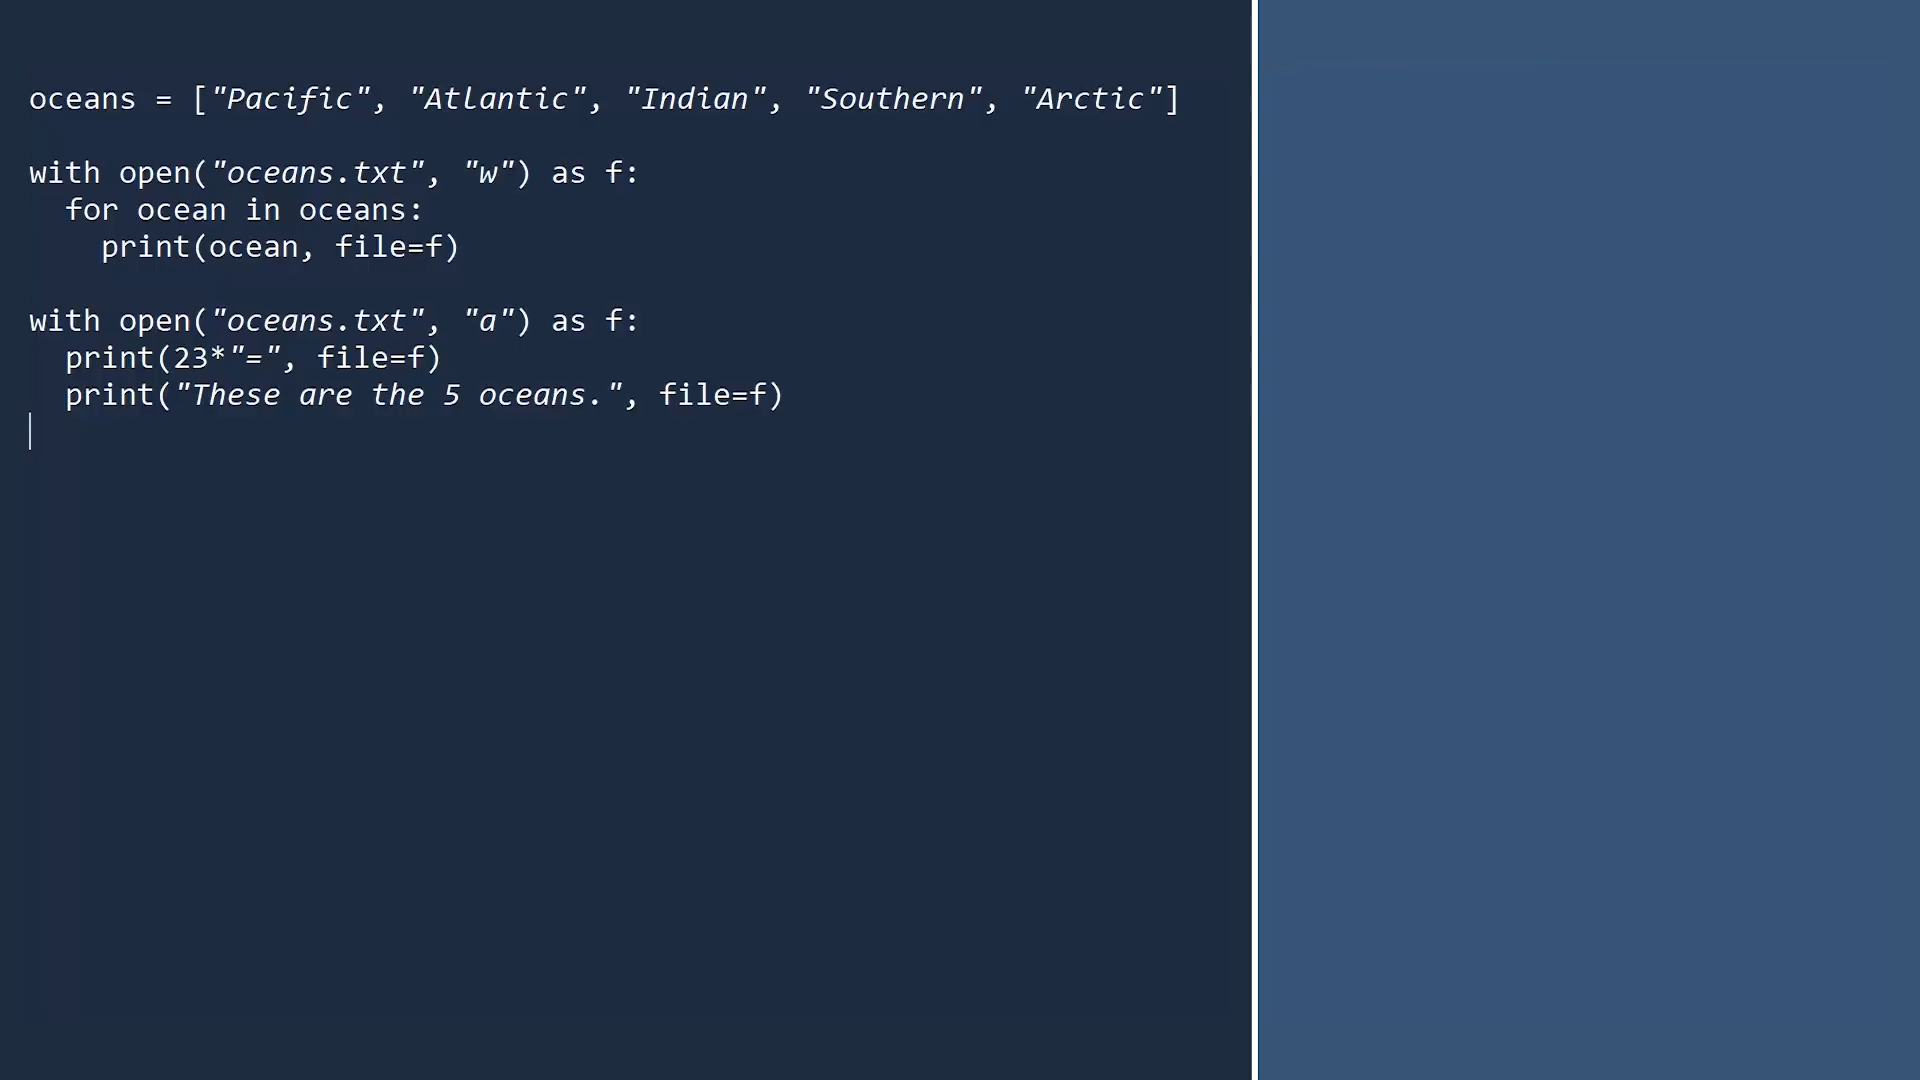 oceans = ["Pacific", "Atlantic", "Indian", "Southern", "Arctic"]
with open("oceans.txt", "w") as f:
  for ocean in oceans:
    print(ocean, file=f)
with open("oceans.txt", "a") as f:
  print(23*"=", file=f)
  print("These are the 5 oceans.", file=f)